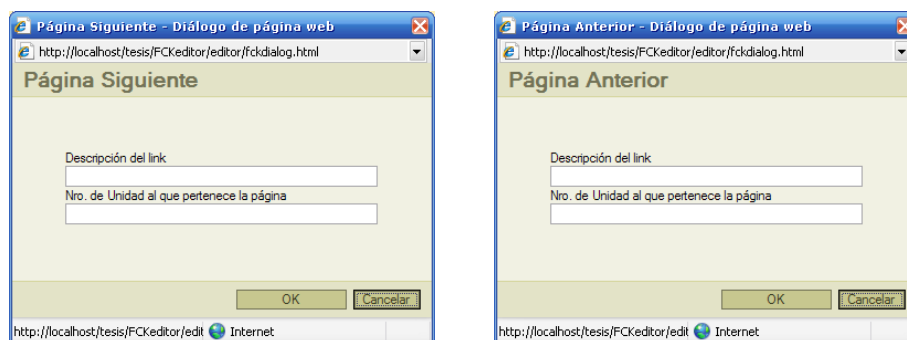 Página Siguiente - Diálogo de página web
http://localhost/tesis/FCKeditor/editor/fckdialog.html
Página Siguiente
Descripción del link
Nro. de Unidad al que pertenece la página
OK Cancelar
http://localhost/tesis/FCKeditor/edit Internet
Página Anterior - Diálogo de página web
http://localhost/tesis/FCKeditor/editor/fckdialog.html
Página Anterior
Descripción del link
Nro. de Unidad al que pertenece la página
OK Cancelar
http://localhost/tesis/FCKeditor/edit Internet